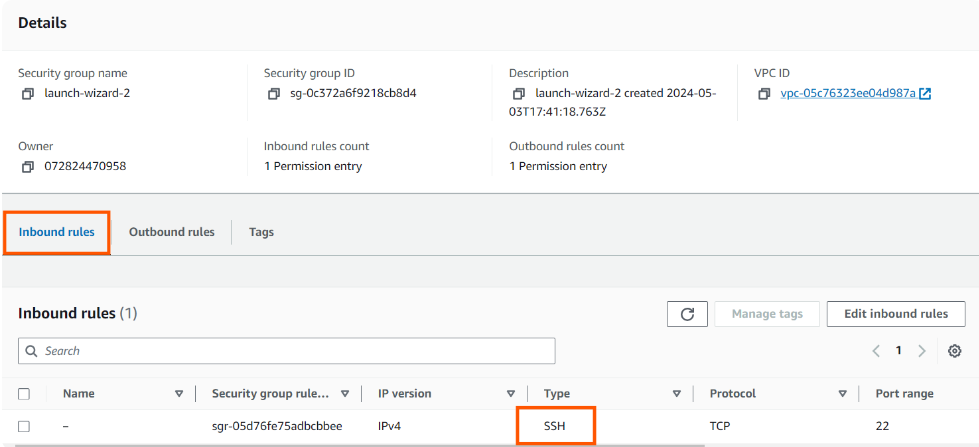 Details
Security group name
launch-wizard-2
Security group ID
sg-0c372a6f9218cb8d4
Description
launch-wizard-2 created 2024-05-
03T17:41:18.763Z
VPC ID
vpc-05c76323ee04d987a
Owner
072824470958
Inbound rules count
1 Permission entry
Outbound rules count
1 Permission entry
Inbound rules Outbound rules Tags
Inbound rules (1)
Manage tags Edit inbound rules
Search
1
Name Security group rule... IP version Type Protocol Port range
– sgr-05d76fe75adbcbbee IPv4 SSH TCP 22